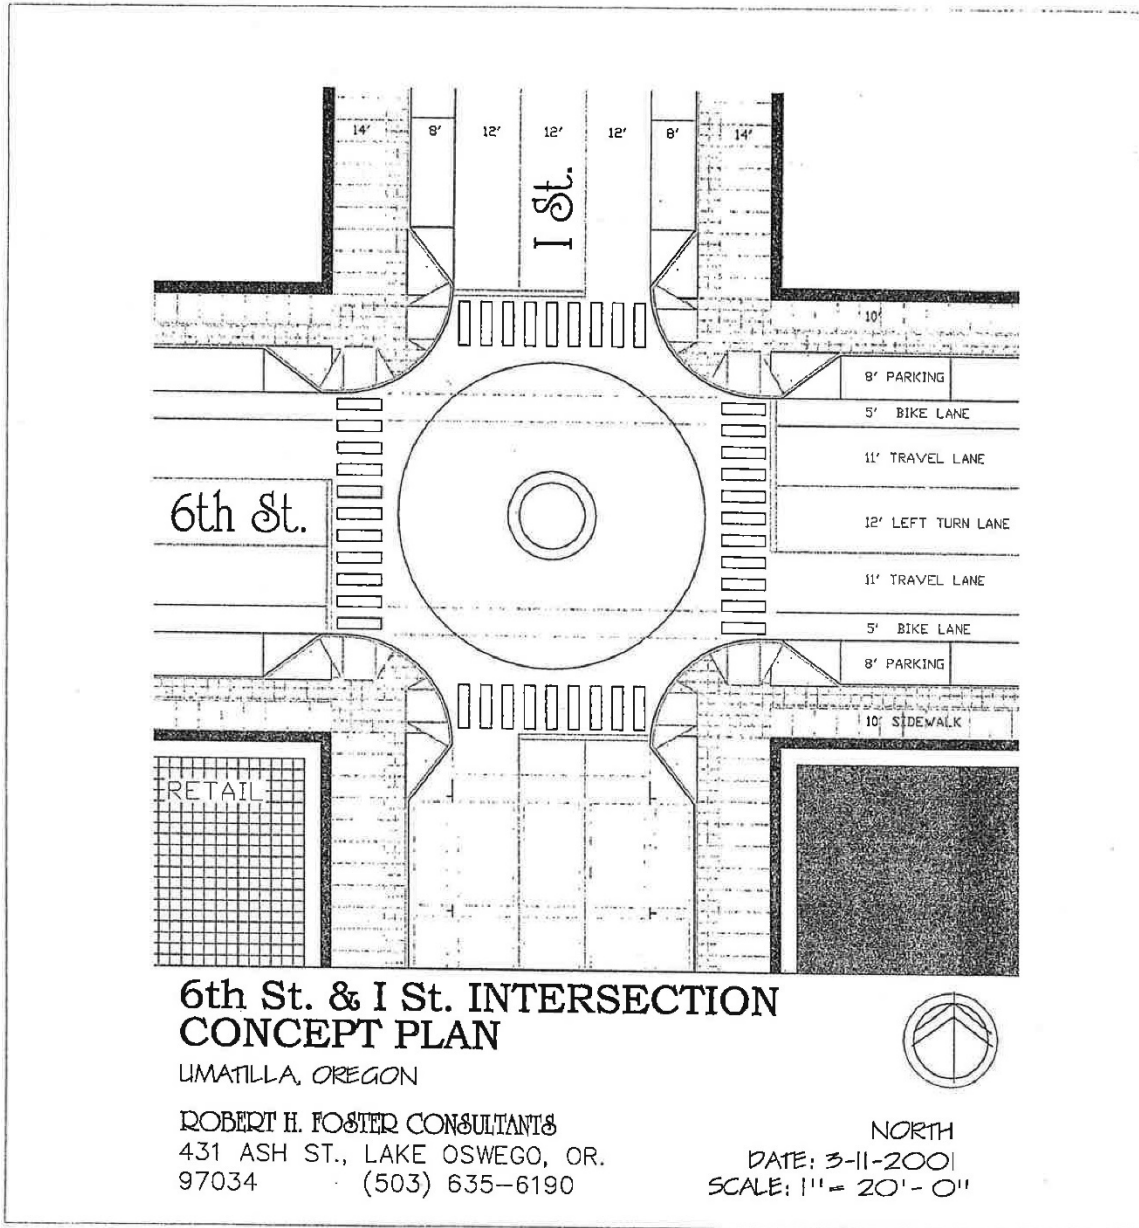 14' 8' 12' 12' 12' 8' 14'
I St.
10'
8' PARKING
5' BIKE LANE
11' TRAVEL LANE
6th St.
12' LEFT TURN LANE
11' TRAVEL LANE
5' BIKE LANE
8' PARKING
10' SIDEWALK
RETAIL
6th St. & I St. INTERSECTION
CONCEPT PLAN
UMATILLA, OREGON
ROBERT H. FOSTER CONSULTANTS
431 ASH ST., LAKE OSWEGO, OR.
97034 (503) 635-6190
NORTH
DATE: 3-11-2001
SCALE: 1" = 20'-0"